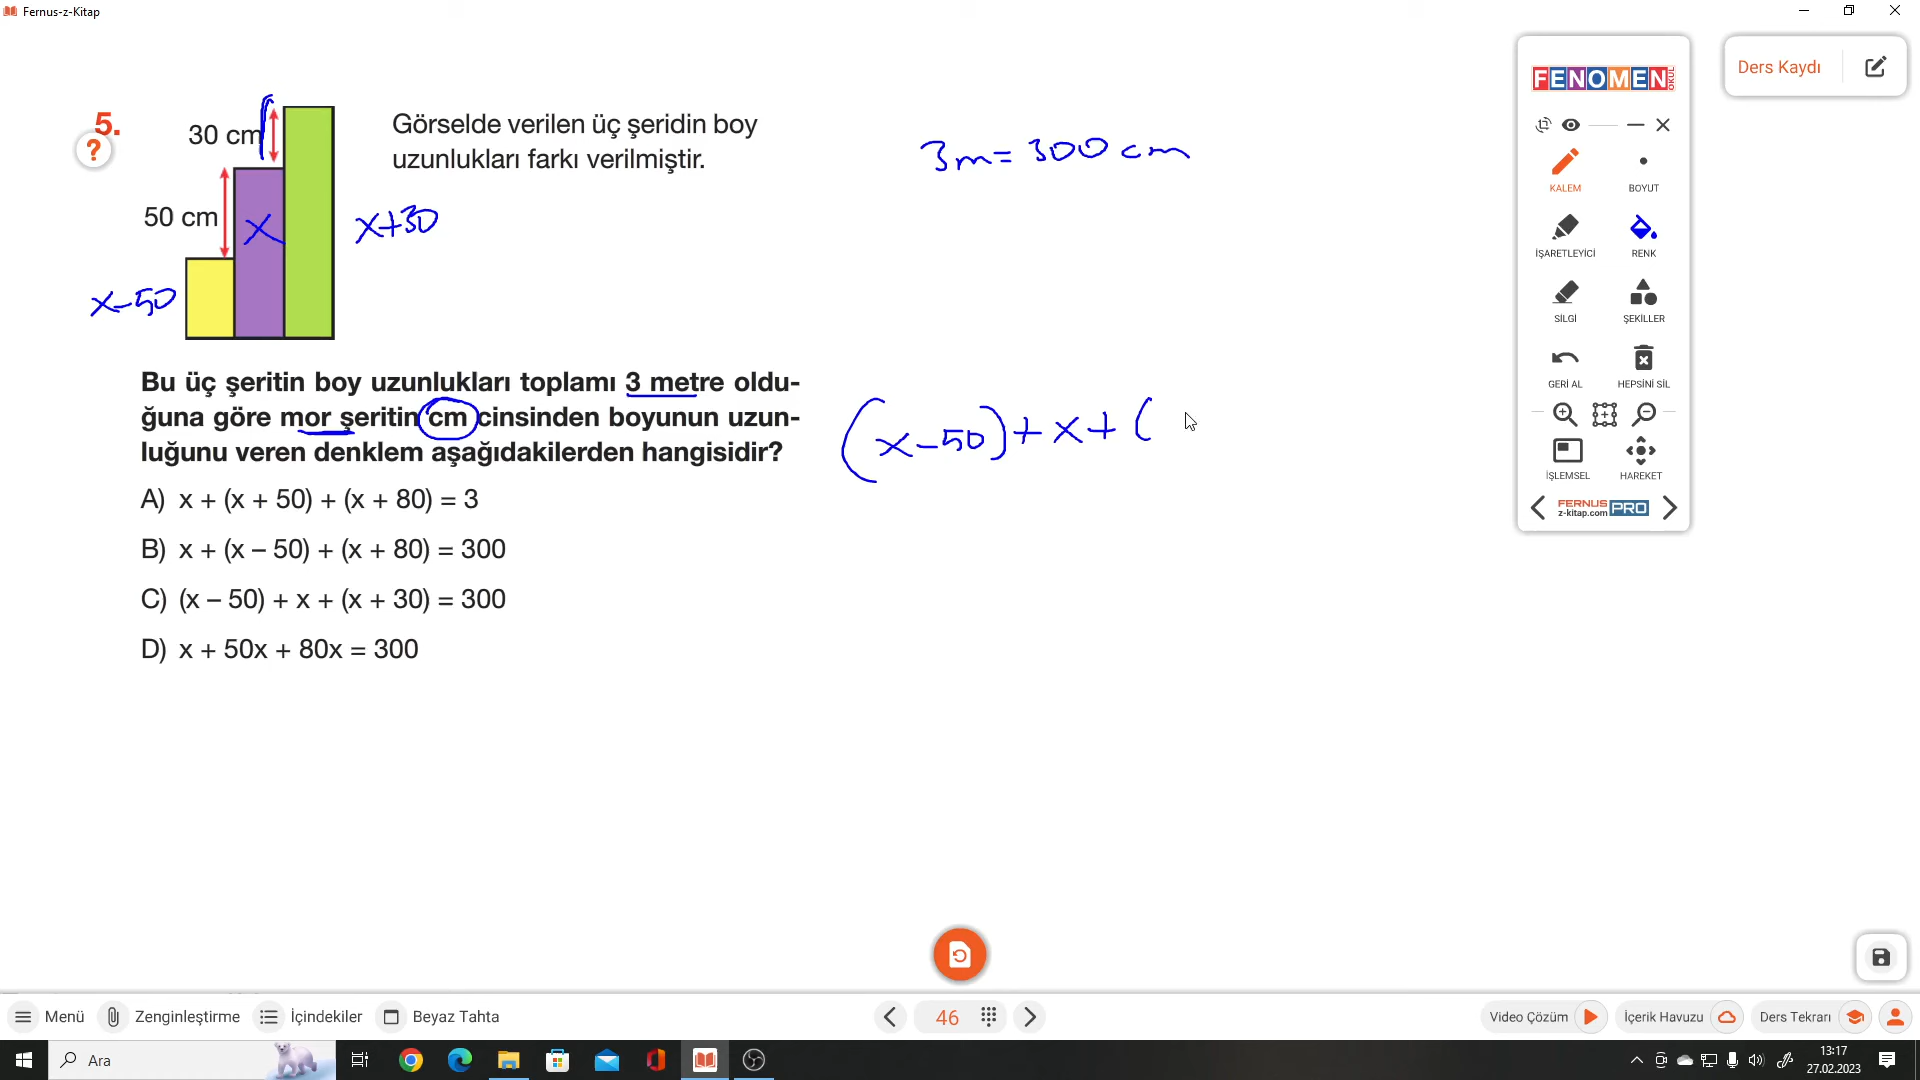 Fernus-z-Kitap
FENOMEN
OKUL
Ders Kaydı
5.
?
30 cm
50 cm
x
x+30
x-50
Görselde verilen üç şeridin boy
uzunlukları farkı verilmiştir.
3m = 300 cm
Bu üç şeritin boy uzunlukları toplamı 3 metre oldu-
ğuna göre mor şeritin cm cinsinden boyunun uzun-
luğunu veren denklem aşağıdakilerden hangisidir?
(x-50)+x+(
A) x + (x + 50) + (x + 80) = 3
B) x + (x – 50) + (x + 80) = 300
C) (x – 50) + x + (x + 30) = 300
D) x + 50x + 80x = 300
KALEM
BOYUT
İŞARETLEYİCİ
RENK
SİLGİ
ŞEKİLLER
GERİ AL
HEPSİNİ SİL
İŞLEMSEL
HAREKET
FERNUS
z-kitap.com
PRO
Menü
Zenginleştirme
İçindekiler
Beyaz Tahta
46
Video Çözüm
İçerik Havuzu
Ders Tekrarı
Ara
13:17
27.02.2023